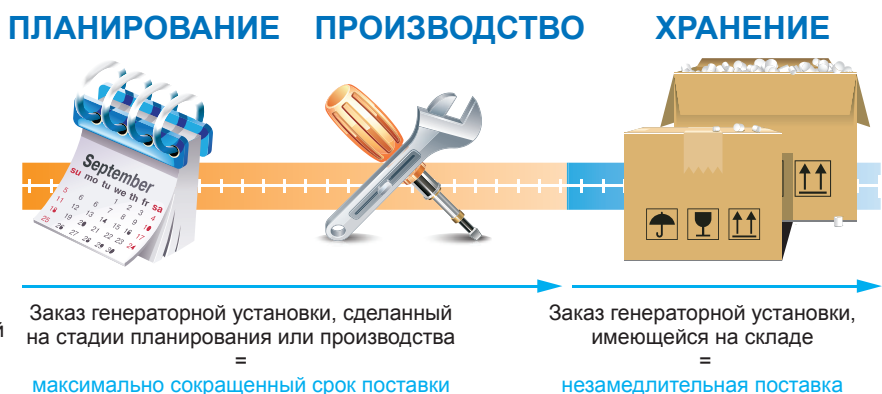 ПЛАНИРОВАНИЕ ПРОИЗВОДСТВО ХРАНЕНИЕ
September
su mo tu we th fr sa
й
Заказ генераторной установки, сделанный
на стадии планирования или производства
=
максимально сокращенный срок поставки
Заказ генераторной установки,
имеющейся на складе
=
незамедлительная поставка